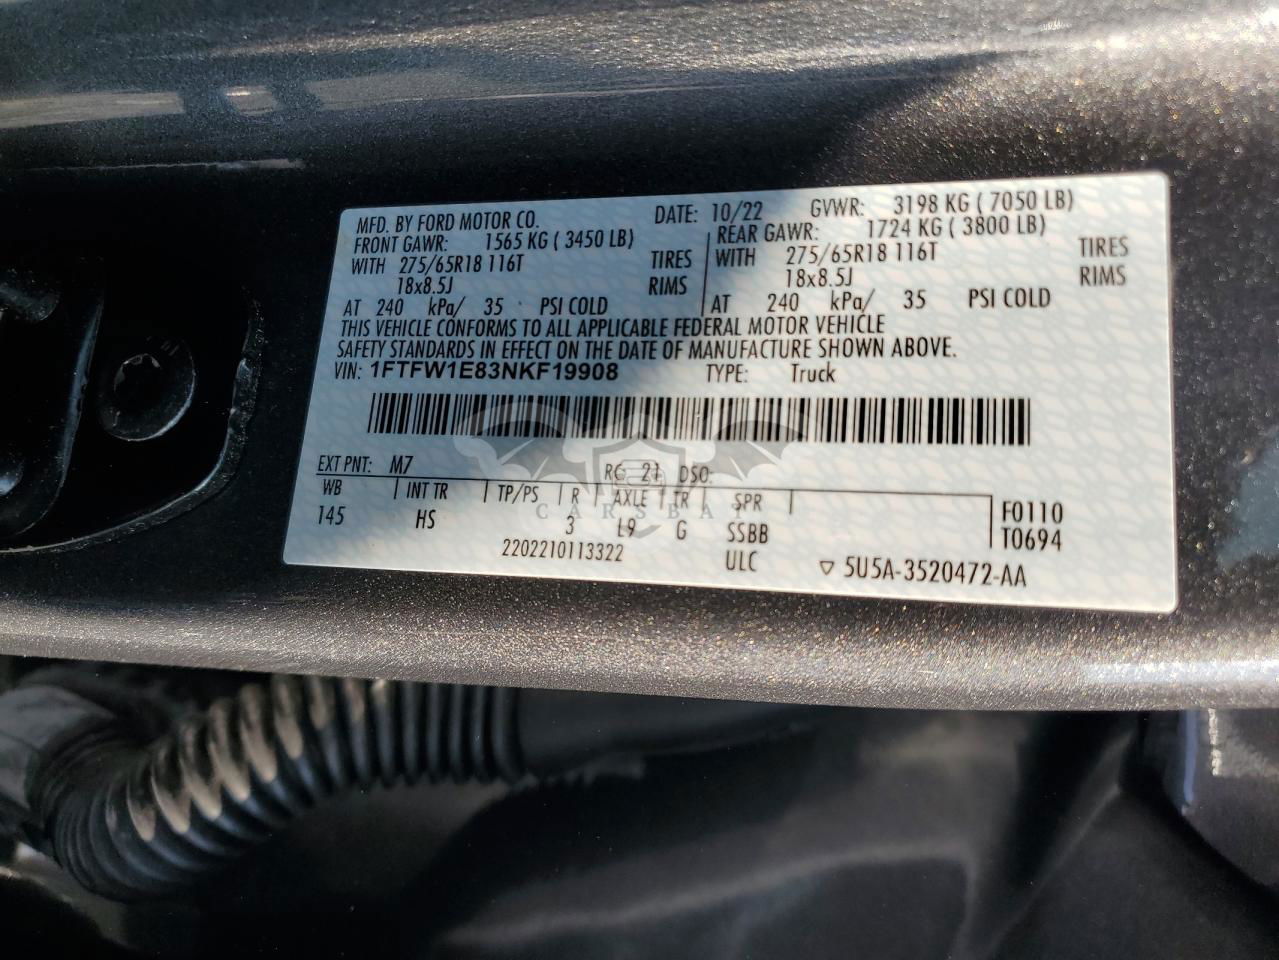 MFD. BY FORD MOTOR CO. DATE: 10/22 GVWR: 3198 KG ( 7050 LB)
FRONT GAWR: 1565 KG ( 3450 LB) REAR GAWR: 1724 KG ( 3800 LB)
WITH 275/65R18 116T TIRES WITH 275/65R18 116T TIRES
18x8.5J RIMS 18x8.5J RIMS
AT 240 kPa/ 35 PSI COLD AT 240 kPa/ 35 PSI COLD
THIS VEHICLE CONFORMS TO ALL APPLICABLE FEDERAL MOTOR VEHICLE
SAFETY STANDARDS IN EFFECT ON THE DATE OF MANUFACTURE SHOWN ABOVE.
VIN: 1FTFW1E83NKF19908 TYPE: Truck
EXT PNT: M7 RC: 21 DSO:
WB INT TR TP/PS R AXLE TR SPR
145 HS 3 L9 G SSBB
F0110
T0694
CARSBAT
2202210113322 ULC ▽ 5U5A-3520472-AA